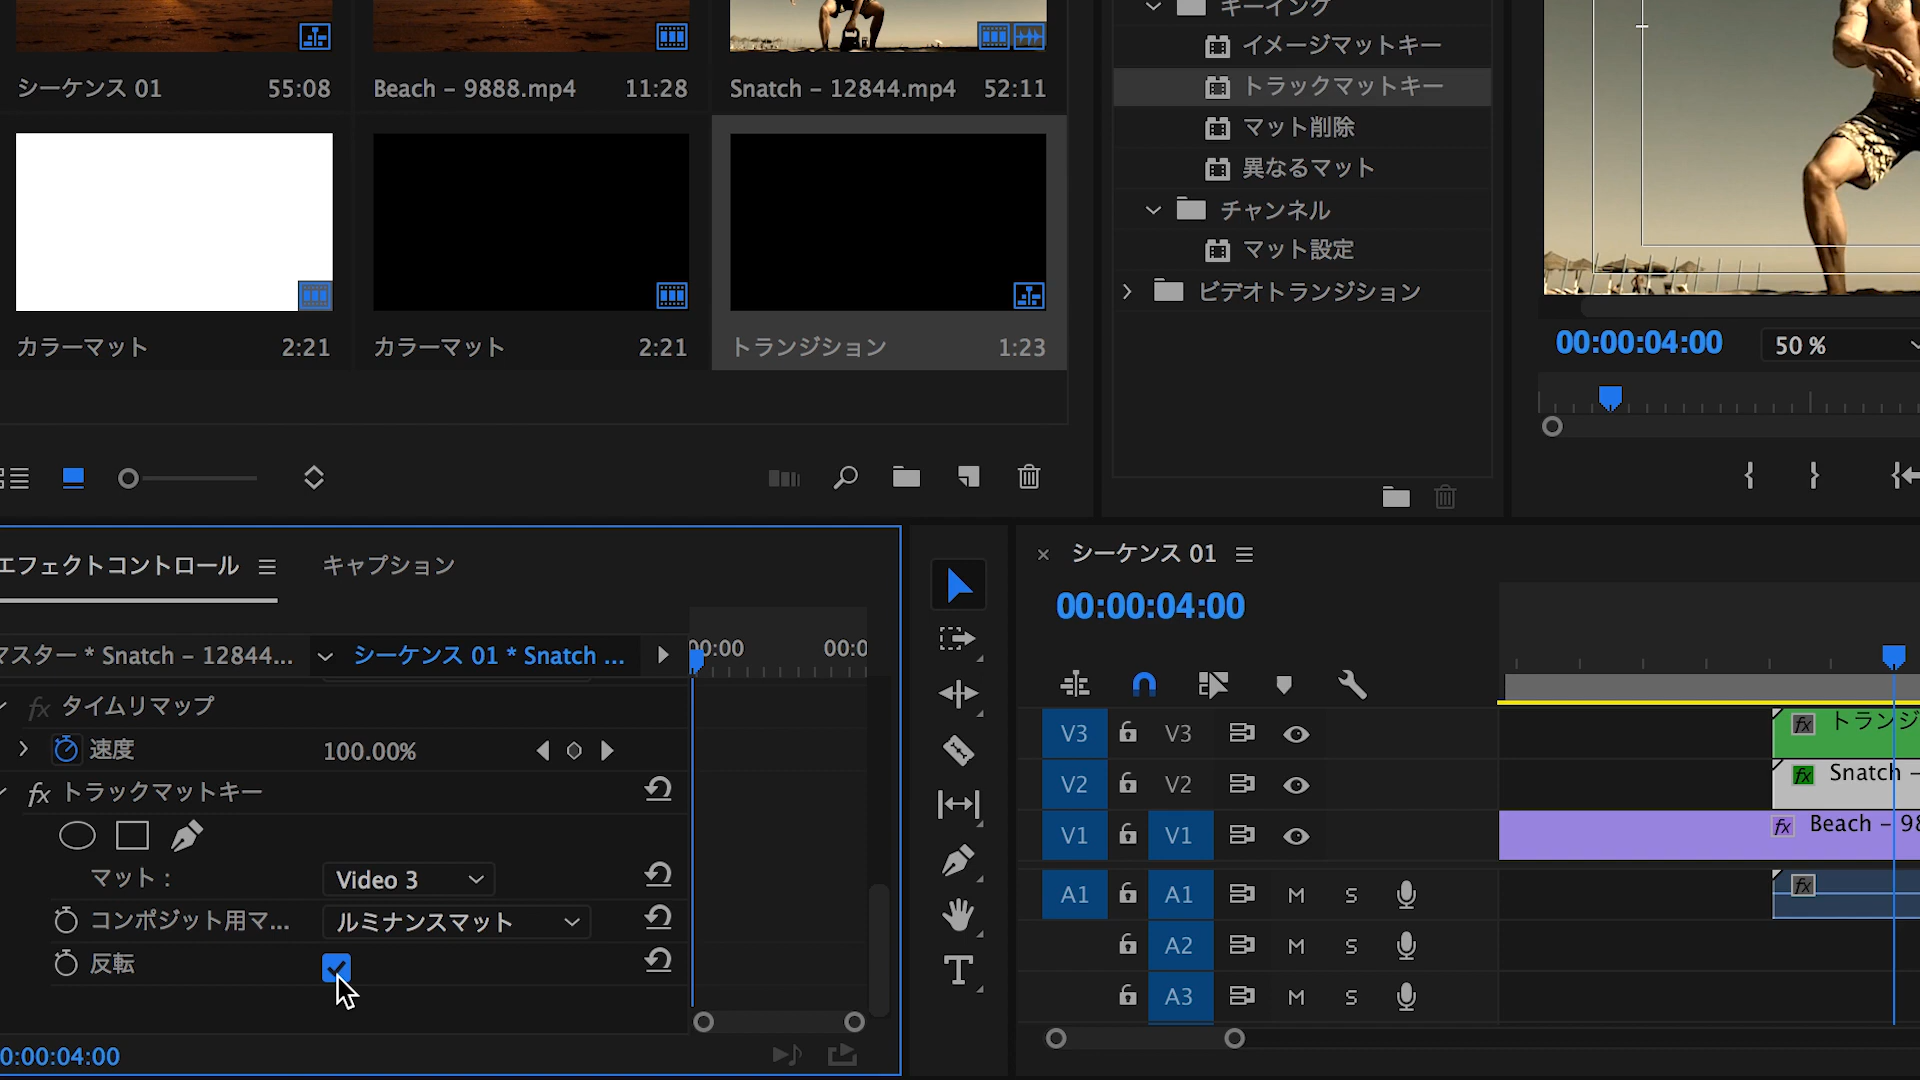 シーケンス 01 55:08
Beach – 9888.mp4 11:28
Snatch – 12844.mp4 52:11
カラーマット 2:21
カラーマット 2:21
トランジション 1:23
キーイング
イメージマットキー
トラックマットキー
マット削除
異なるマット
チャンネル
マット設定
ビデオトランジション
00:00:04:00 50 %
エフェクトコントロール キャプション
マスター * Snatch – 12844... シーケンス 01 * Snatch ...
00:00 00:0
fx タイムリマップ
速度 100.00%
fx トラックマットキー
マット : Video 3
コンポジット用マ... ルミナンスマット
反転
0:00:04:00
× シーケンス 01
00:00:04:00
V3 V3 fx トランジ
V2 V2 fx Snatch –
V1 V1 fx Beach – 98
A1 A1 M S fx
A2 M S
A3 M S